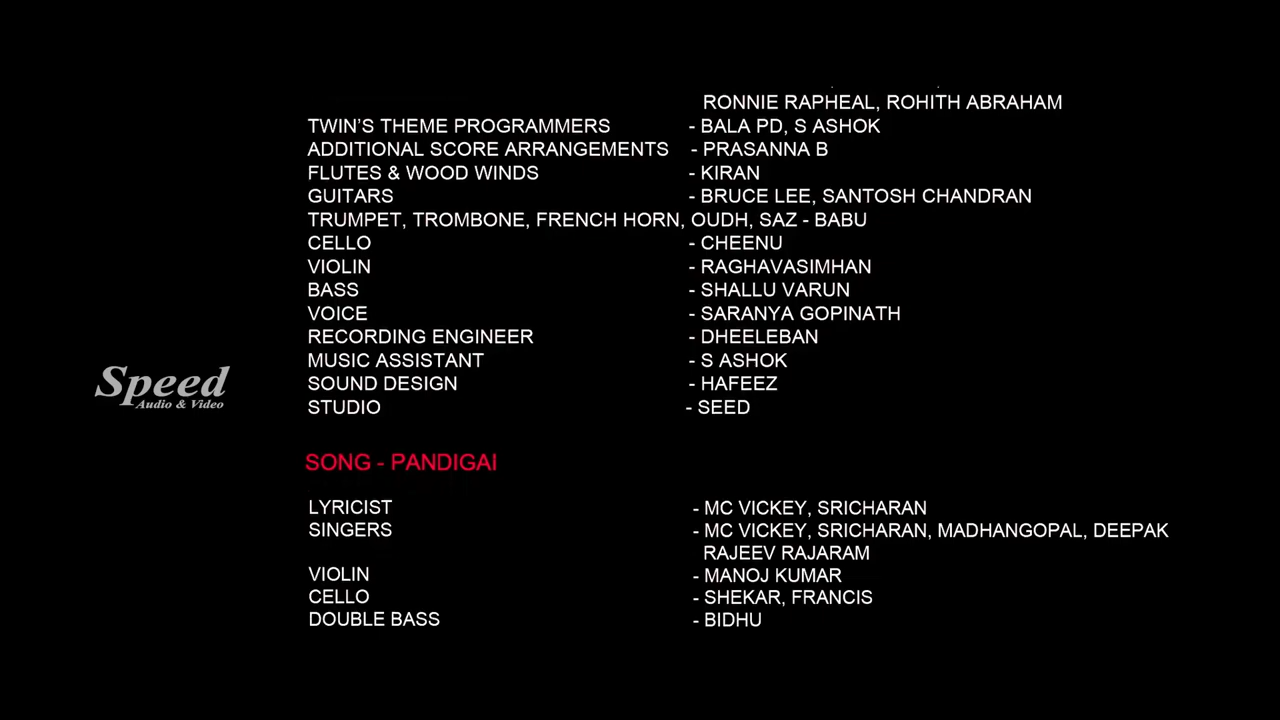 RONNIE RAPHEAL, ROHITH ABRAHAM
TWIN'S THEME PROGRAMMERS - BALA PD, S ASHOK
ADDITIONAL SCORE ARRANGEMENTS - PRASANNA B
FLUTES & WOOD WINDS - KIRAN
GUITARS - BRUCE LEE, SANTOSH CHANDRAN
TRUMPET, TROMBONE, FRENCH HORN, OUDH, SAZ - BABU
CELLO - CHEENU
VIOLIN - RAGHAVASIMHAN
BASS - SHALLU VARUN
VOICE - SARANYA GOPINATH
RECORDING ENGINEER - DHEELEBAN
MUSIC ASSISTANT - S ASHOK
SOUND DESIGN - HAFEEZ
STUDIO - SEED
Speed
Audio & Video
SONG - PANDIGAI
LYRICIST - MC VICKEY, SRICHARAN
SINGERS - MC VICKEY, SRICHARAN, MADHANGOPAL, DEEPAK
RAJEEV RAJARAM
VIOLIN - MANOJ KUMAR
CELLO - SHEKAR, FRANCIS
DOUBLE BASS - BIDHU